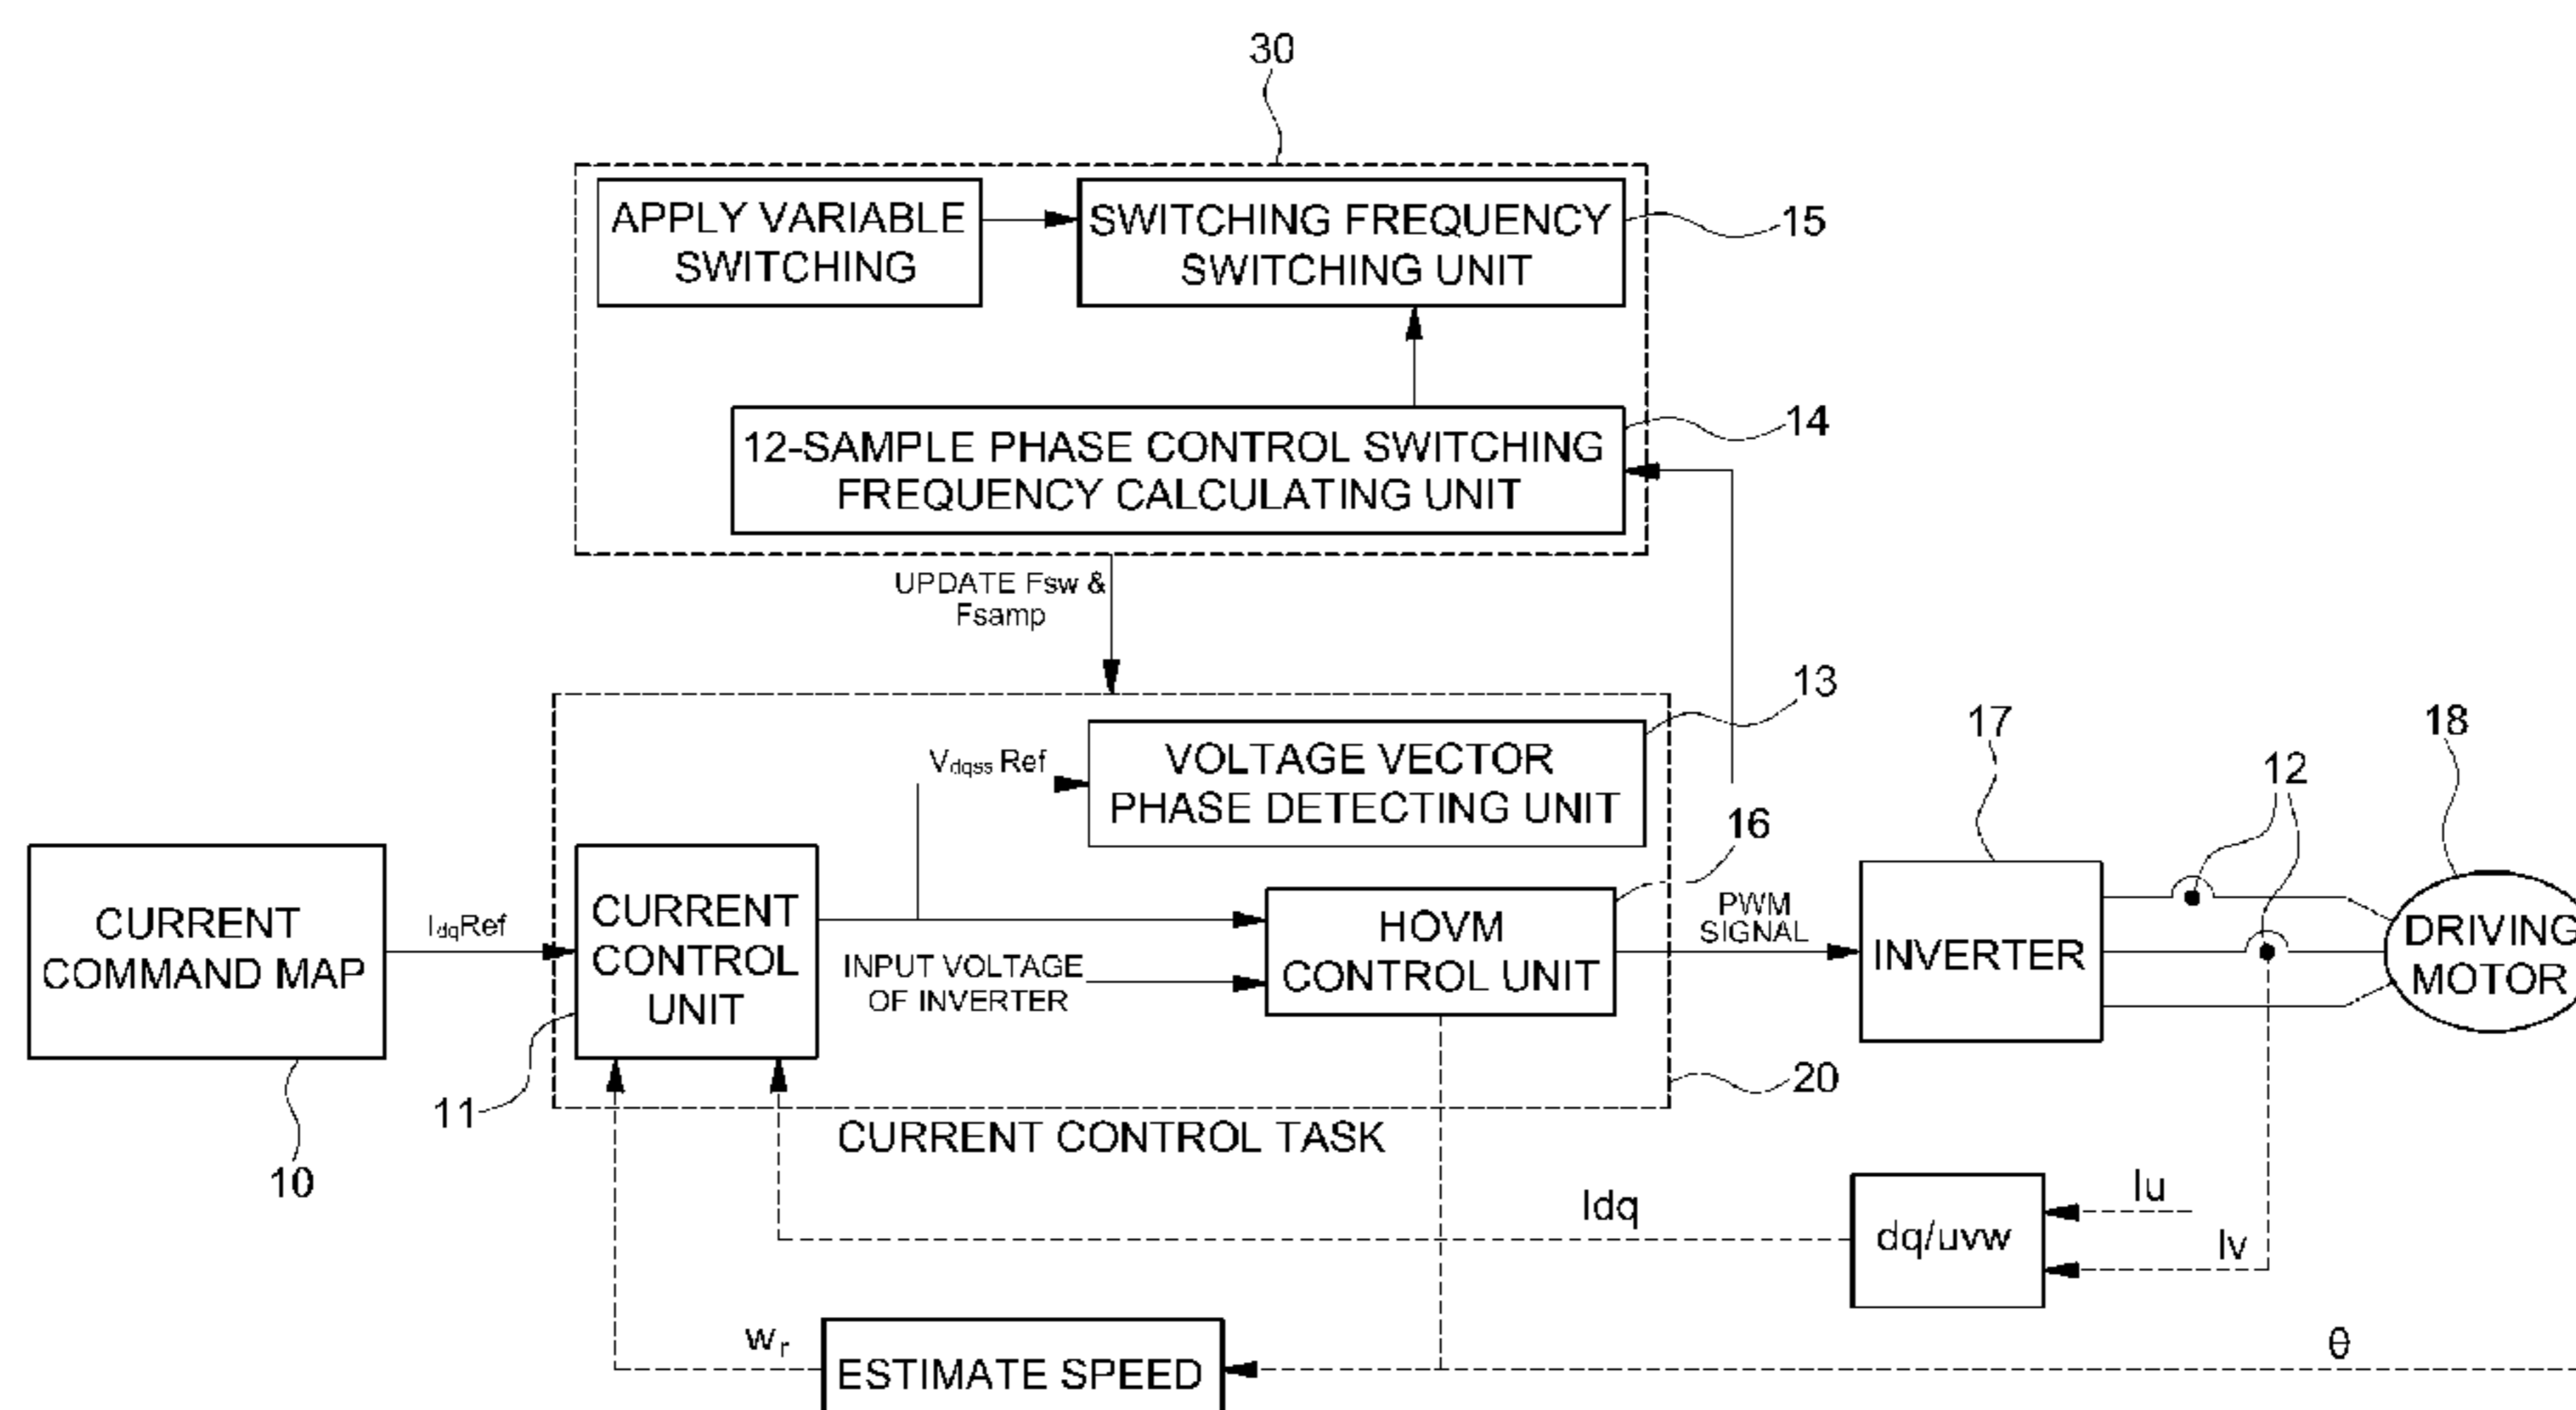 30
APPLY VARIABLE
SWITCHING
SWITCHING FREQUENCY
SWITCHING UNIT
15
12-SAMPLE PHASE CONTROL SWITCHING
FREQUENCY CALCULATING UNIT
14
UPDATE Fsw &
Fsamp
13
VdqssRef
VOLTAGE VECTOR
PHASE DETECTING UNIT
17
12
18
16
CURRENT
COMMAND MAP
IdqRef
CURRENT
CONTROL
UNIT
INPUT VOLTAGE
OF INVERTER
HOVM
CONTROL UNIT
PWM
SIGNAL
INVERTER
DRIVING
MOTOR
11
20
CURRENT CONTROL TASK
10
Idq
dq/uvw
Iu
Iv
wr
ESTIMATE SPEED
θ